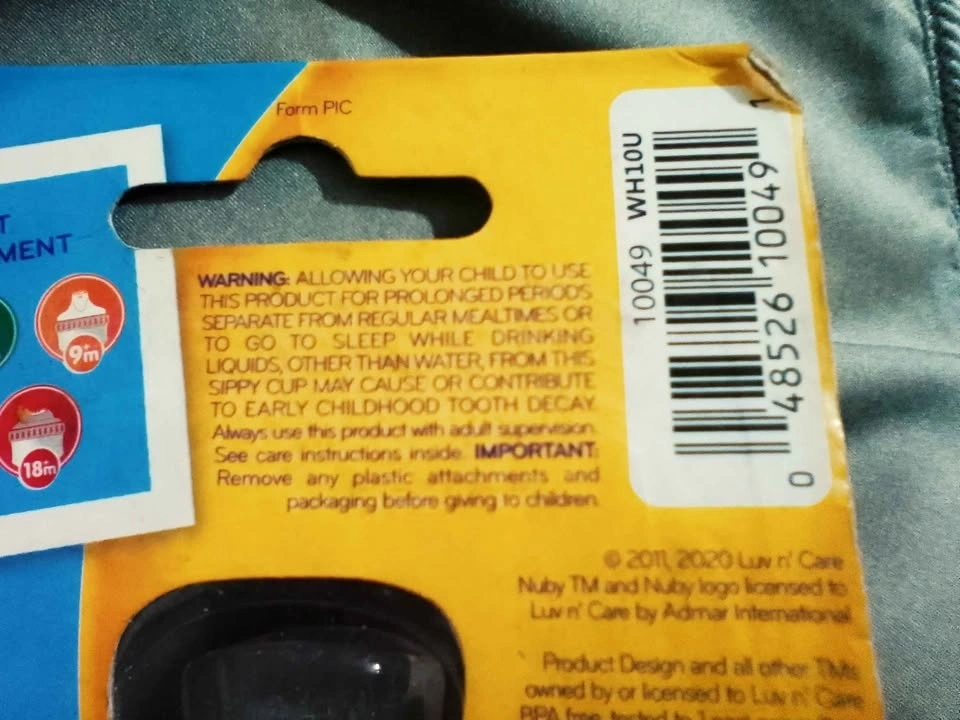 Form PIC
10049 WH10U
0 48526 10049 1
T
MENT
9m+
18m+
WARNING: ALLOWING YOUR CHILD TO USE
THIS PRODUCT FOR PROLONGED PERIODS
SEPARATE FROM REGULAR MEALTIMES OR
TO GO TO SLEEP WHILE DRINKING
LIQUIDS, OTHER THAN WATER, FROM THIS
SIPPY CUP MAY CAUSE OR CONTRIBUTE
TO EARLY CHILDHOOD TOOTH DECAY.
Always use this product with adult supervision.
See care instructions inside. IMPORTANT:
Remove any plastic attachments and
packaging before giving to children.
© 2011, 2020 Luv n' Care
Nuby TM and Nuby logo licensed to
Luv n' Care by Admar International
Product Design and all other TMs
owned by or licensed to Luv n' Care
BPA free, tested to